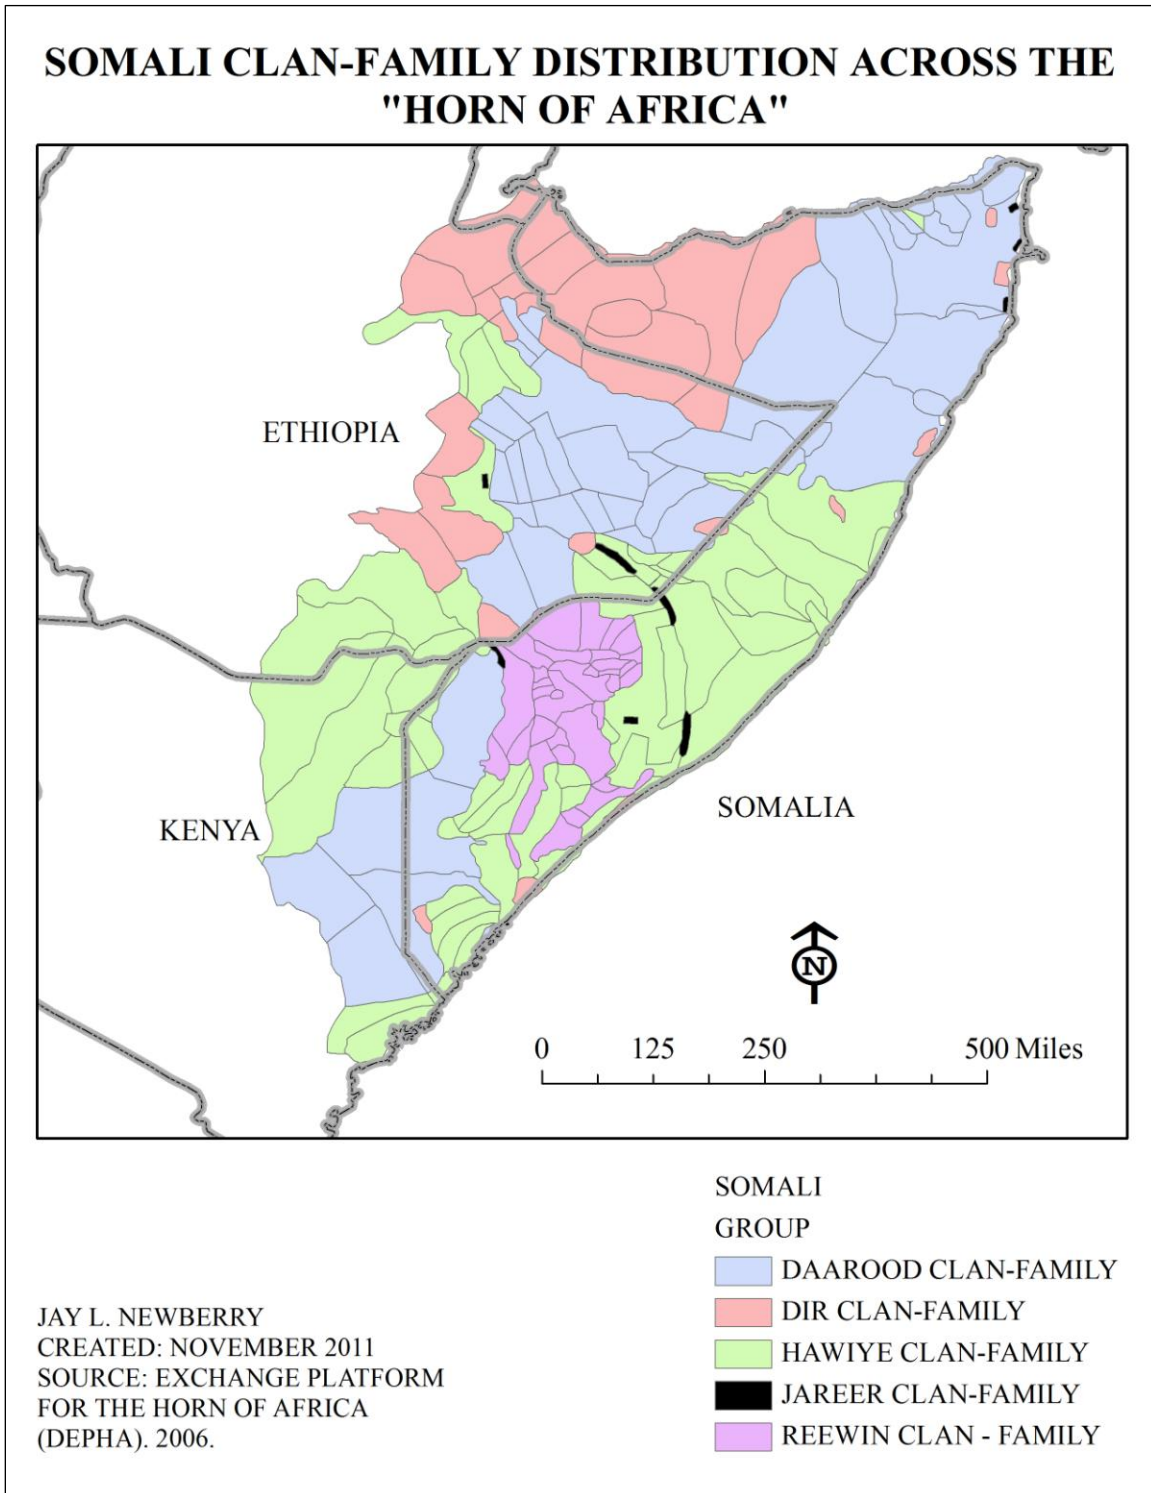 SOMALI CLAN-FAMILY DISTRIBUTION ACROSS THE
"HORN OF AFRICA"
ETHIOPIA
KENYA
SOMALIA
N
0 125 250 500 Miles
SOMALI
GROUP
DAAROOD CLAN-FAMILY
DIR CLAN-FAMILY
HAWIYE CLAN-FAMILY
JAREER CLAN-FAMILY
REEWIN CLAN - FAMILY
JAY L. NEWBERRY
CREATED: NOVEMBER 2011
SOURCE: EXCHANGE PLATFORM
FOR THE HORN OF AFRICA
(DEPHA). 2006.